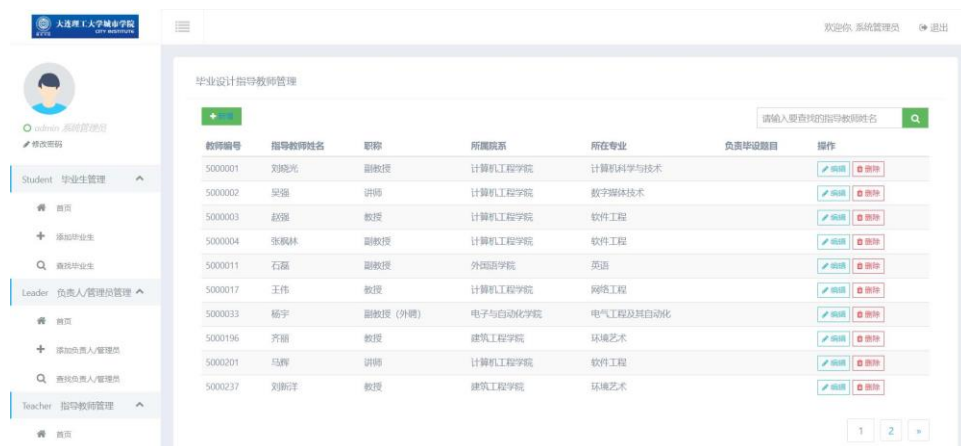 大连理工大学城市学院
CITY INSTITUTE
欢迎你, 系统管理员 退出
毕业设计指导教师管理
admin 系统管理员
修改密码
新增
请输入要查找的指导教师姓名
教师编号 指导教师姓名 职称 所属院系 所在专业 负责毕设题目 操作
5000001 刘晓光 副教授 计算机工程学院 计算机科学与技术 编辑 删除
5000002 吴强 讲师 计算机工程学院 数字媒体技术 编辑 删除
5000003 赵强 教授 计算机工程学院 软件工程 编辑 删除
5000004 张枫林 副教授 计算机工程学院 软件工程 编辑 删除
5000011 石磊 副教授 外国语学院 英语 编辑 删除
5000017 王伟 教授 计算机工程学院 网络工程 编辑 删除
5000033 杨宇 副教授（外聘） 电子与自动化学院 电气工程及其自动化 编辑 删除
5000196 齐丽 教授 建筑工程学院 环境艺术 编辑 删除
5000201 马辉 讲师 计算机工程学院 软件工程 编辑 删除
5000237 刘新洋 教授 建筑工程学院 环境艺术 编辑 删除
1 2 »
Student 毕业生管理
首页
添加毕业生
查找毕业生
Leader 负责人/管理员管理
首页
添加负责人/管理员
查找负责人/管理员
Teacher 指导教师管理
首页